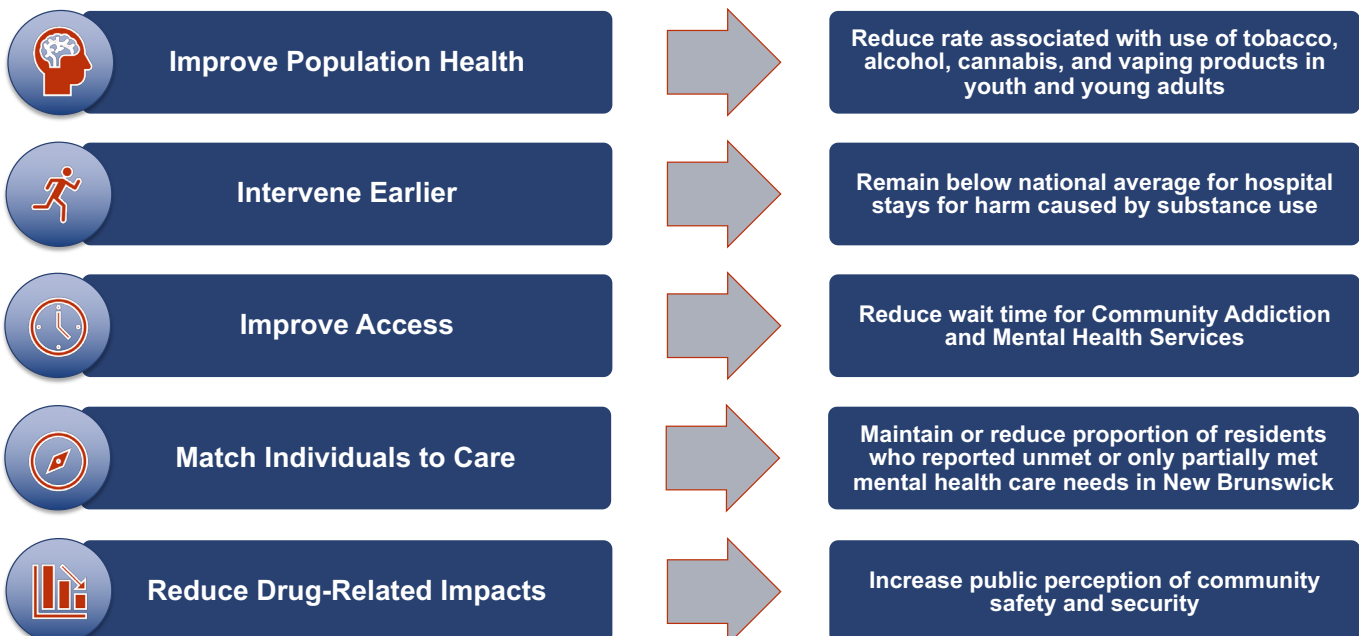 Improve Population Health
Reduce rate associated with use of tobacco,
alcohol, cannabis, and vaping products in
youth and young adults
Intervene Earlier
Remain below national average for hospital
stays for harm caused by substance use
Improve Access
Reduce wait time for Community Addiction
and Mental Health Services
Match Individuals to Care
Maintain or reduce proportion of residents
who reported unmet or only partially met
mental health care needs in New Brunswick
Reduce Drug-Related Impacts
Increase public perception of community
safety and security